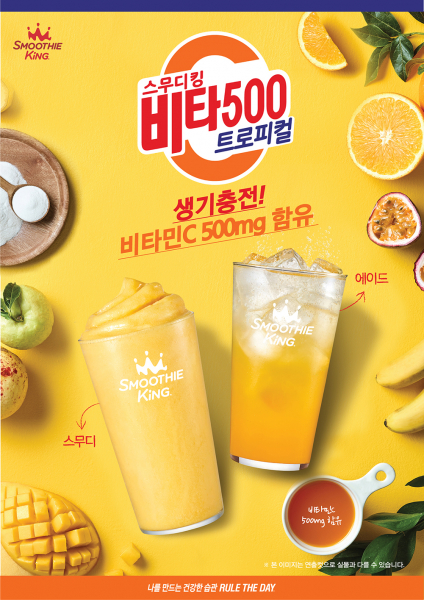 SMOOTHIE
KING
스무디킹
비타500
트로피컬
생기충전!
비타민C 500mg 함유
에이드
SMOOTHIE
KING
SMOOTHIE
KING
스무디
비타민C
500mg 함유
※ 본 이미지는 연출컷으로 실물과 다를 수 있습니다.
나를 만드는 건강한 습관 RULE THE DAY